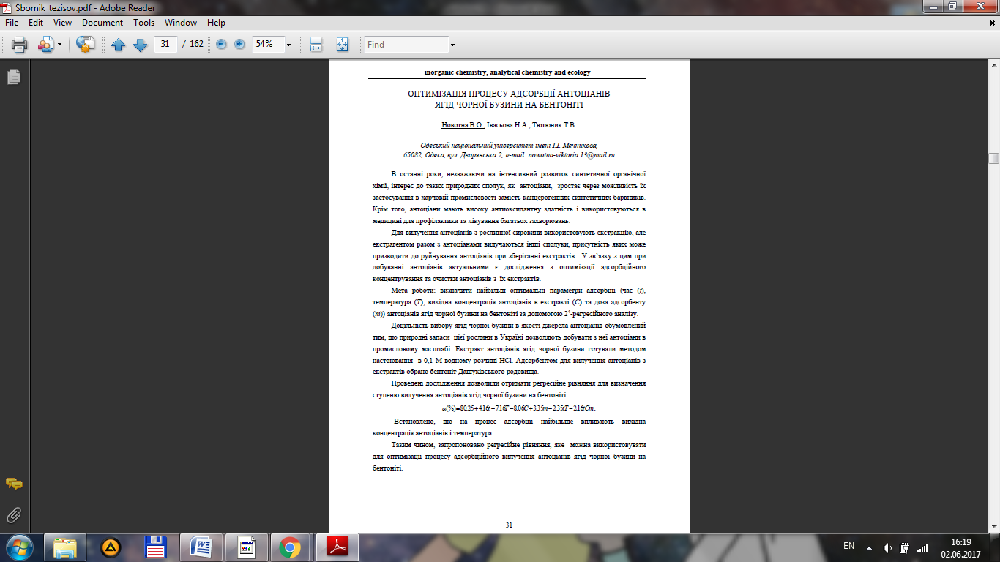 Sbornik_tezisov.pdf - Adobe Reader
File Edit View Document Tools Window Help
31 / 162 54% Find
inorganic chemistry, analytical chemistry and ecology
ОПТИМІЗАЦІЯ ПРОЦЕСУ АДСОРБЦІЇ АНТОЦІАНІВ
ЯГІД ЧОРНОЇ БУЗИНИ НА БЕНТОНІТІ
Новотна В.О., Івасьова Н.А., Тютюник Т.В.
Одеський національний університет імені І.І. Мечникова,
65082, Одеса, вул. Дворянська 2; e-mail: nowotna-viktoria.13@mail.ru
В останні роки, незважаючи на інтенсивний розвиток синтетичної органічної
хімії, інтерес до таких природних сполук, як антоціани, зростає через можливість їх
застосування в харчовій промисловості замість канцерогенних синтетичних барвників.
Крім того, антоціани мають високу антиоксидантну здатність і використовуються в
медицині для профілактики та лікування багатьох захворювань.
Для вилучення антоціанів з рослинної сировини використовують екстракцію, але
екстрагентом разом з антоціанами вилучаються інші сполуки, присутність яких може
призводити до руйнування антоціанів при зберіганні екстрактів. У зв’язку з цим при
добуванні антоціанів актуальними є дослідження з оптимізації адсорбційного
концентрування та очистки антоціанів з їх екстрактів.
Мета роботи: визначити найбільш оптимальні параметри адсорбції (час (t),
температура (T), вихідна концентрація антоціанів в екстракті (C) та доза адсорбенту
(m)) антоціанів ягід чорної бузини на бентоніті за допомогою 2⁴-регресійного аналізу.
Доцільність вибору ягід чорної бузини в якості джерела антоціанів обумовлений
тим, що природні запаси цієї рослини в Україні дозволяють добувати з неї антоціани в
промисловому масштабі. Екстракт антоціанів ягід чорної бузини готували методом
настоювання в 0,1 М водному розчині HCl. Адсорбентом для вилучення антоціанів з
екстрактів обрано бентоніт Дашуківського родовища.
Проведені дослідження дозволили отримати регресійне рівняння для визначення
ступеню вилучення антоціанів ягід чорної бузини на бентоніті:
α(%)=80,25+4,16t−7,16T−8,06C+3,35m−2,35tT−2,16tCm.
Встановлено, що на процес адсорбції найбільше впливають вихідна
концентрація антоціанів і температура.
Таким чином, запропоновано регресійне рівняння, яке можна використовувати
для оптимізації процесу адсорбційного вилучення антоціанів ягід чорної бузини на
бентоніті.
31
EN
16:19
02.06.2017